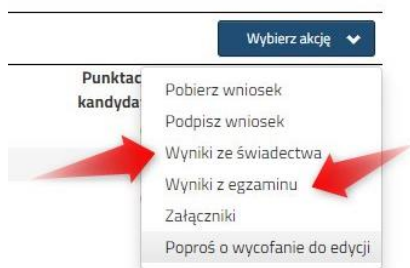 Wybierz akcję
Punktac
kandyda
Pobierz wniosek
Podpisz wniosek
Wyniki ze świadectwa
Wyniki z egzaminu
Załączniki
Poproś o wycofanie do edycji